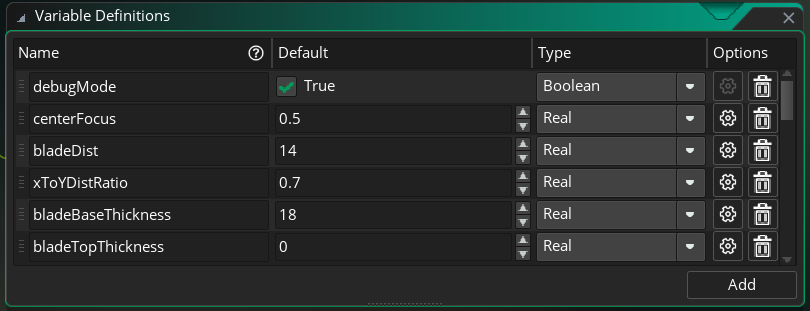 Variable Definitions
Name ? Default Type Options
debugMode True Boolean
centerFocus 0.5 Real
bladeDist 14 Real
xToYDistRatio 0.7 Real
bladeBaseThickness 18 Real
bladeTopThickness 0 Real
Add